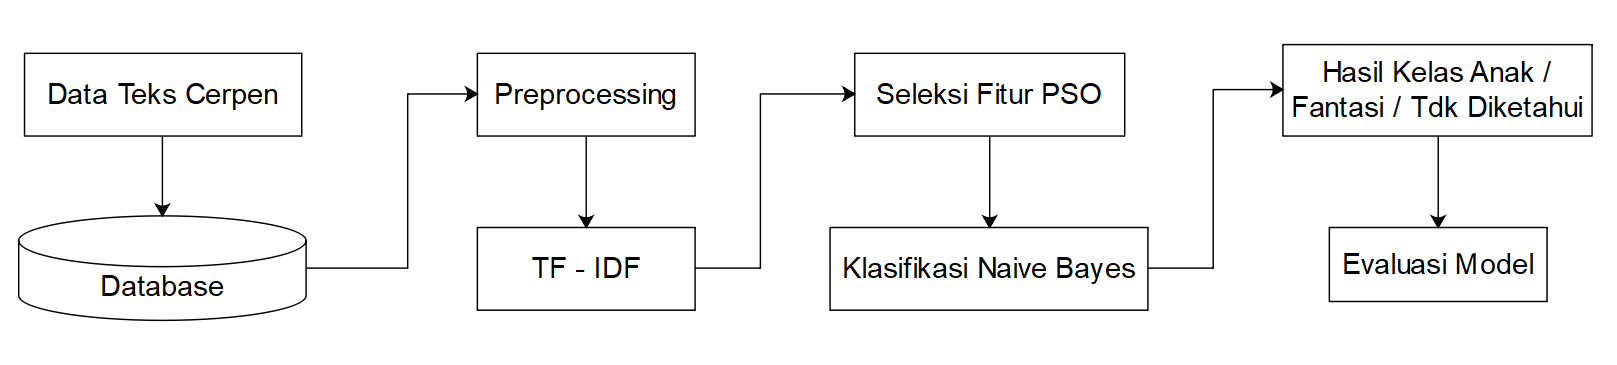 Data Teks Cerpen
Database
Preprocessing
TF - IDF
Seleksi Fitur PSO
Klasifikasi Naive Bayes
Hasil Kelas Anak /
Fantasi / Tdk Diketahui
Evaluasi Model